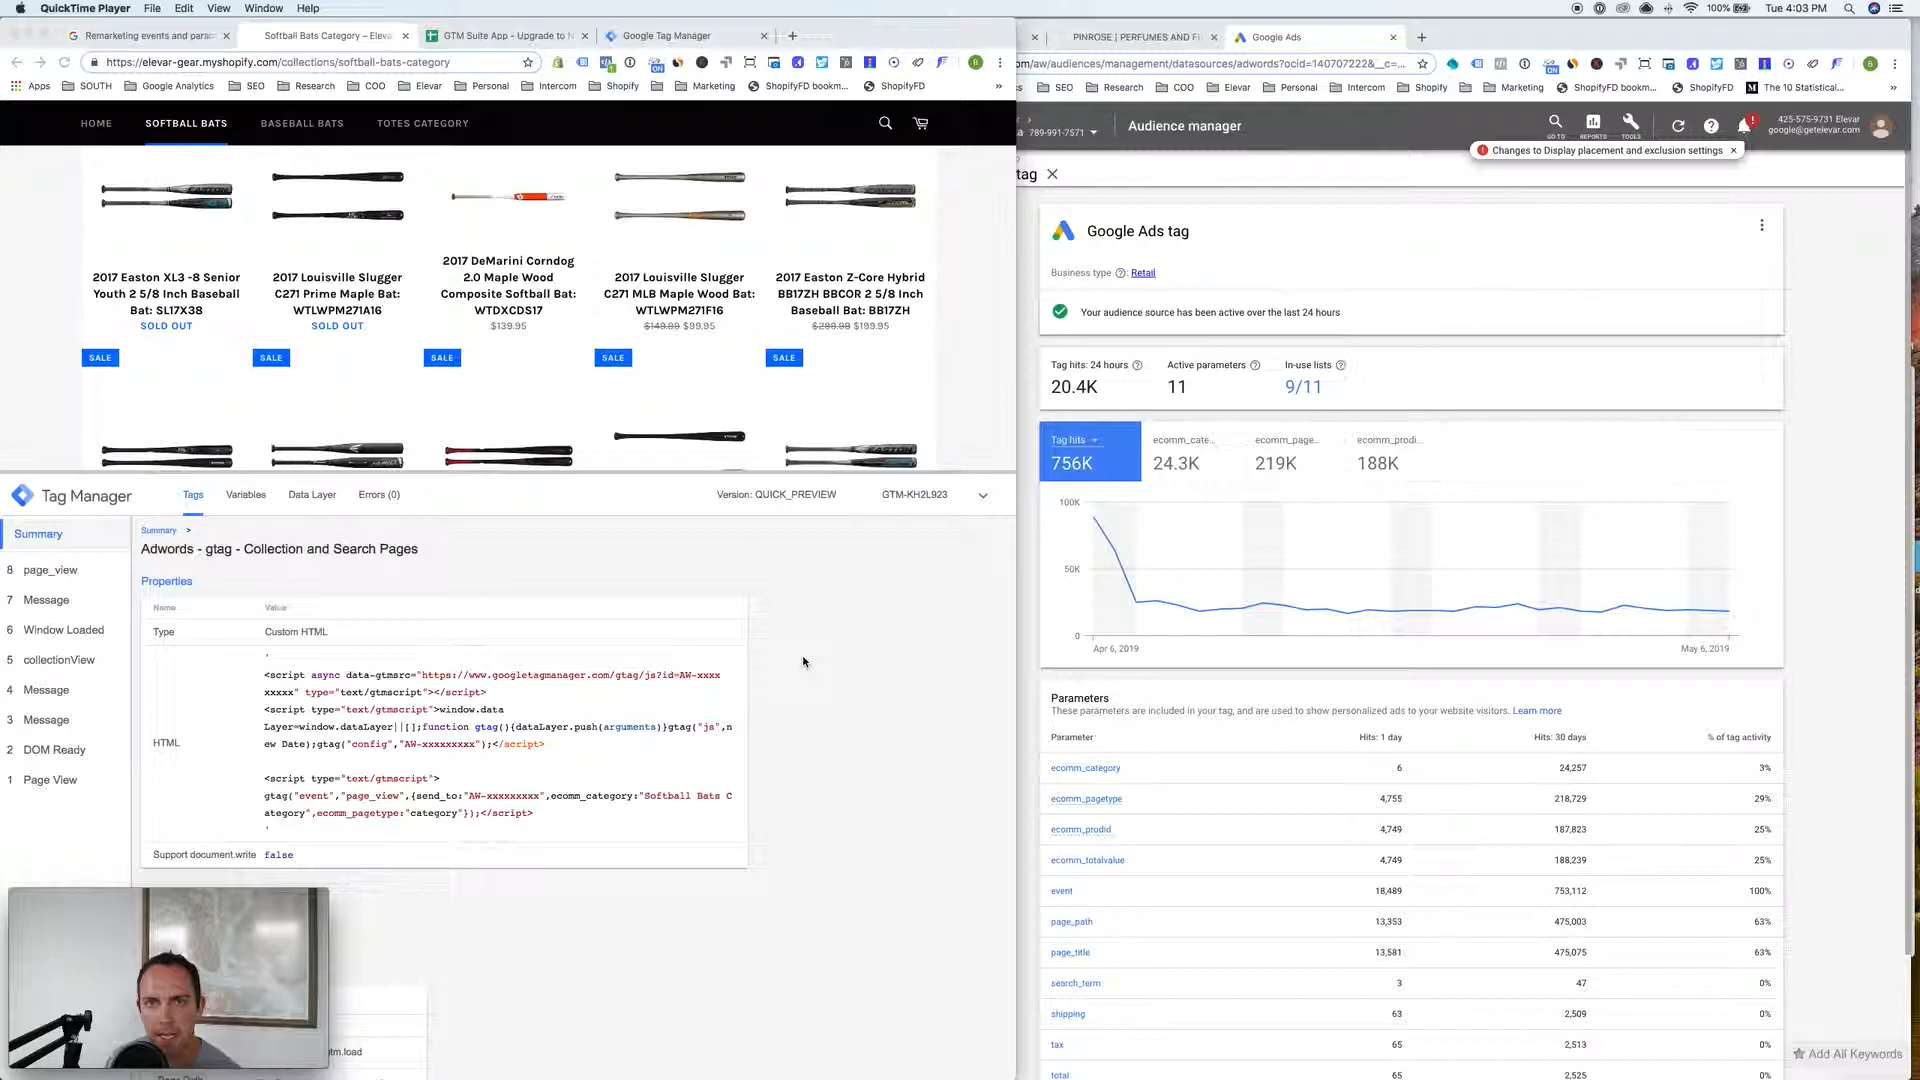 QuickTime Player File Edit View Window Help
100% Tue 4:03 PM
Remarketing events and param
Softball Bats Category – Eleva
GTM Suite App - Upgrade to N
Google Tag Manager
https://elevar-gear.myshopify.com/collections/softball-bats-category
Apps SOUTH Google Analytics SEO Research COO Elevar Personal Intercom Shopify Marketing ShopifyFD bookm... ShopifyFD
HOME SOFTBALL BATS BASEBALL BATS TOTES CATEGORY
2017 Easton XL3 -8 Senior
Youth 2 5/8 Inch Baseball
Bat: SL17X38
SOLD OUT
2017 Louisville Slugger
C271 Prime Maple Bat:
WTLWPM271A16
SOLD OUT
2017 DeMarini Corndog
2.0 Maple Wood
Composite Softball Bat:
WTDXCDS17
$139.95
2017 Louisville Slugger
C271 MLB Maple Wood Bat:
WTLWPM271F16
$149.99 $99.95
2017 Easton Z-Core Hybrid
BB17ZH BBCOR 2 5/8 Inch
Baseball Bat: BB17ZH
$299.99 $199.95
SALE SALE SALE SALE SALE
Tag Manager Tags Variables Data Layer Errors (0) Version: QUICK_PREVIEW GTM-KH2L923
Summary
8 page_view
7 Message
6 Window Loaded
5 collectionView
4 Message
3 Message
2 DOM Ready
1 Page View
Summary >
Adwords - gtag - Collection and Search Pages
Properties
Name Value
Type Custom HTML
HTML
'
<script async data-gtmsrc="https://www.googletagmanager.com/gtag/js?id=AW-xxxx
xxxxx" type="text/gtmscript"></script>
<script type="text/gtmscript">window.data
Layer=window.dataLayer||[];function gtag(){dataLayer.push(arguments)}gtag("js",n
ew Date);gtag("config","AW-xxxxxxxxx");</script>
<script type="text/gtmscript">
gtag("event","page_view",{send_to:"AW-xxxxxxxxx",ecomm_category:"Softball Bats C
ategory",ecomm_pagetype:"category"});</script>
'
Support document.write false
tm.load
PINROSE | PERFUMES AND FI
Google Ads
om/aw/audiences/management/datasources/adwords?ocid=140707222&__c=...
SEO Research COO Elevar Personal Intercom Shopify Marketing ShopifyFD bookm... ShopifyFD The 10 Statistical...
789-991-7571 Audience manager
GO TO REPORTS TOOLS
425-575-9731 Elevar
google@getelevar.com
Changes to Display placement and exclusion settings
tag
Google Ads tag
Business type : Retail
Your audience source has been active over the last 24 hours
Tag hits: 24 hours Active parameters In-use lists
20.4K 11 9/11
Tag hits ecomm_cate... ecomm_page... ecomm_prodi...
756K 24.3K 219K 188K
100K
50K
0
Apr 6, 2019 May 6, 2019
Parameters
These parameters are included in your tag, and are used to show personalized ads to your website visitors. Learn more
Parameter Hits: 1 day Hits: 30 days % of tag activity
ecomm_category 6 24,257 3%
ecomm_pagetype 4,755 218,729 29%
ecomm_prodid 4,749 187,823 25%
ecomm_totalvalue 4,749 188,239 25%
event 18,489 753,112 100%
page_path 13,353 475,003 63%
page_title 13,581 475,075 63%
search_term 3 47 0%
shipping 63 2,509 0%
tax 65 2,513 0%
total 65 2,525 0%
Add All Keywords